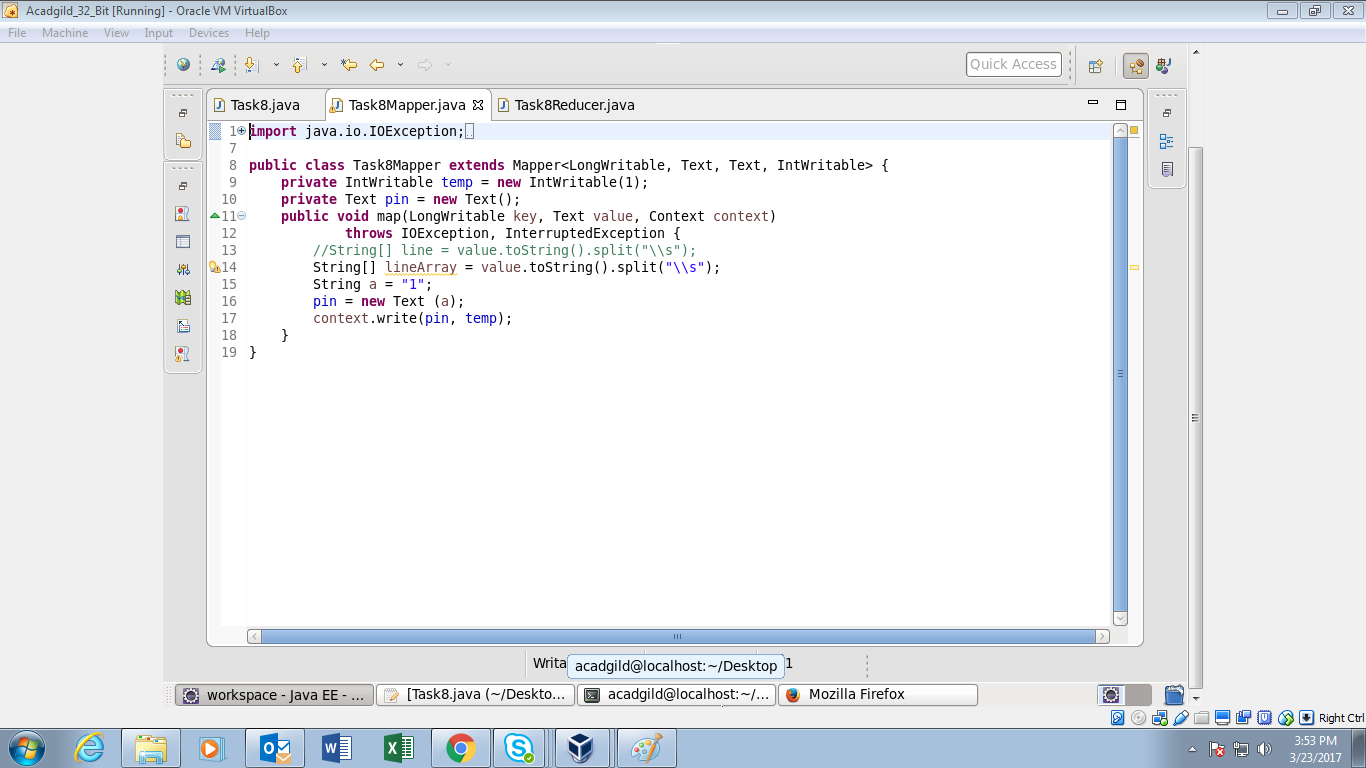 Acadgild_32_Bit [Running] - Oracle VM VirtualBox
File Machine View Input Devices Help
Quick Access
Task8.java Task8Mapper.java Task8Reducer.java
1 import java.io.IOException;
7
8 public class Task8Mapper extends Mapper<LongWritable, Text, Text, IntWritable> {
9 private IntWritable temp = new IntWritable(1);
10 private Text pin = new Text();
11 public void map(LongWritable key, Text value, Context context)
12 throws IOException, InterruptedException {
13 //String[] line = value.toString().split("\\s");
14 String[] lineArray = value.toString().split("\\s");
15 String a = "1";
16 pin = new Text (a);
17 context.write(pin, temp);
18 }
19 }
Writa acadgild@localhost:~/Desktop 1
workspace - Java EE - ... [Task8.java (~/Deskto... acadgild@localhost:~/... Mozilla Firefox
Right Ctrl
3:53 PM
3/23/2017